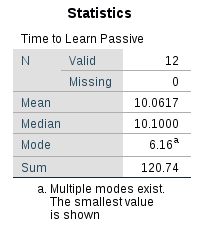 Statistics
Time to Learn Passive
N Valid 12
Missing 0
Mean 10.0617
Median 10.1000
Mode 6.16a
Sum 120.74
a. Multiple modes exist.
The smallest value
is shown